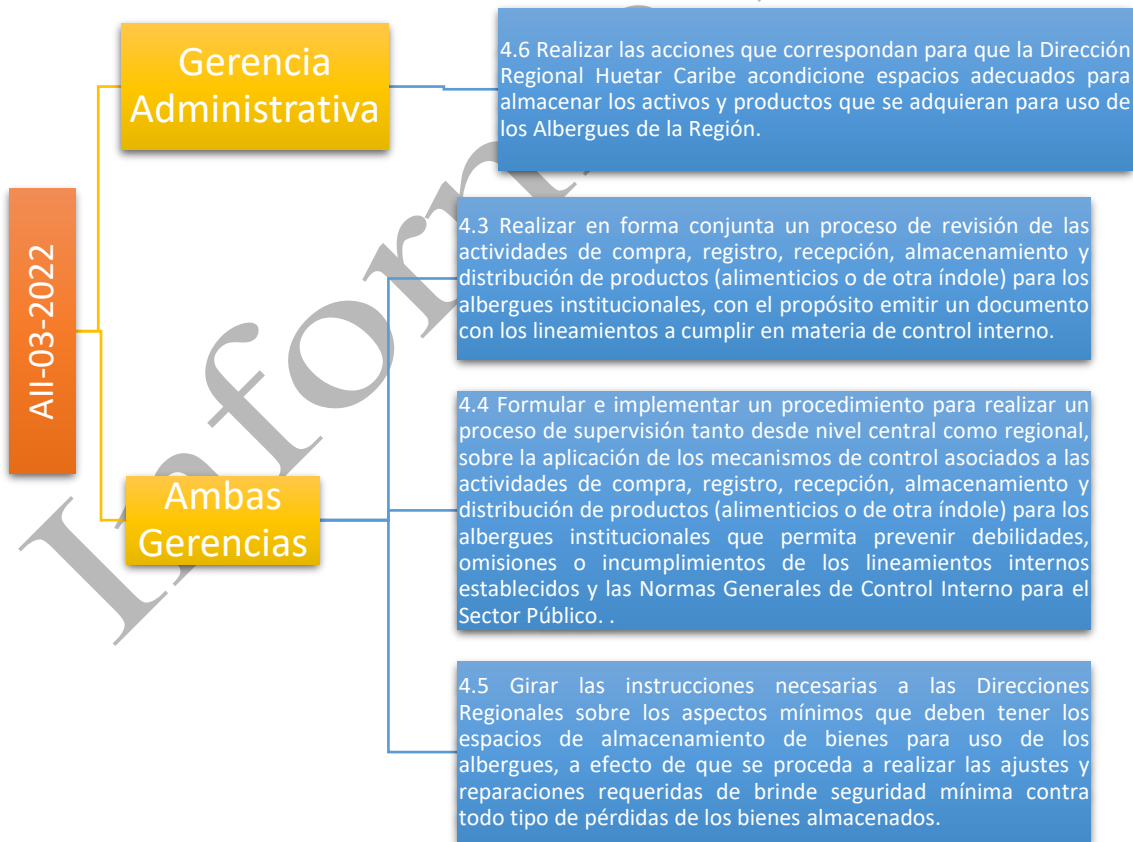 Gerencia
Administrativa
4.6 Realizar las acciones que correspondan para que la Dirección
Regional Huetar Caribe acondicione espacios adecuados para
almacenar los activos y productos que se adquieran para uso de
los Albergues de la Región.
AII-03-2022
4.3 Realizar en forma conjunta un proceso de revisión de las
actividades de compra, registro, recepción, almacenamiento y
distribución de productos (alimenticios o de otra índole) para los
albergues institucionales, con el propósito emitir un documento
con los lineamientos a cumplir en materia de control interno.
Ambas
Gerencias
4.4 Formular e implementar un procedimiento para realizar un
proceso de supervisión tanto desde nivel central como regional,
sobre la aplicación de los mecanismos de control asociados a las
actividades de compra, registro, recepción, almacenamiento y
distribución de productos (alimenticios o de otra índole) para los
albergues institucionales que permita prevenir debilidades,
omisiones o incumplimientos de los lineamientos internos
establecidos y las Normas Generales de Control Interno para el
Sector Público. .
4.5 Girar las instrucciones necesarias a las Direcciones
Regionales sobre los aspectos mínimos que deben tener los
espacios de almacenamiento de bienes para uso de los
albergues, a efecto de que se proceda a realizar las ajustes y
reparaciones requeridas de brinde seguridad mínima contra
todo tipo de pérdidas de los bienes almacenados.